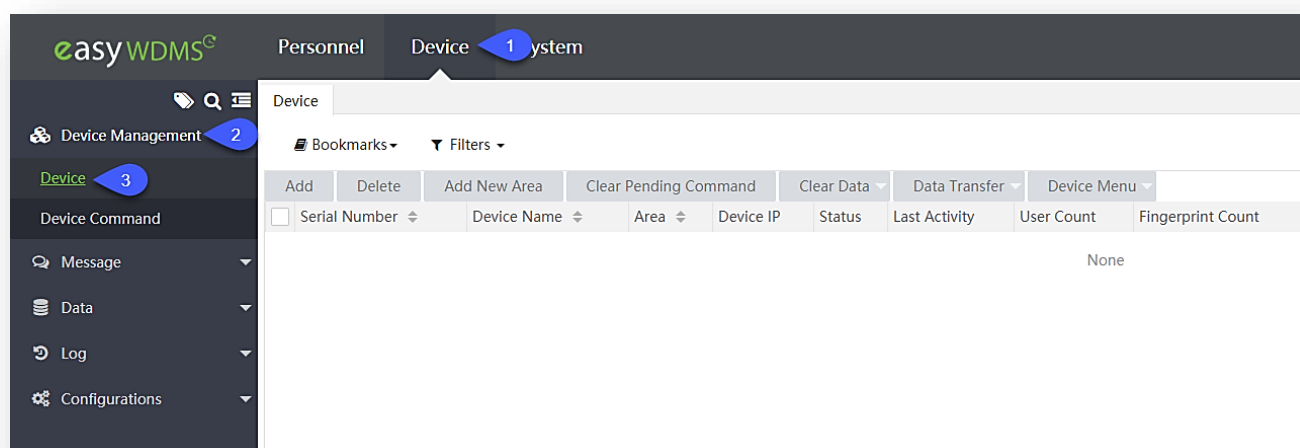 easy WDMS
Personnel Device 1 ystem
Device
Device Management 2
Bookmarks Filters
Device 3
Add Delete Add New Area Clear Pending Command Clear Data Data Transfer Device Menu
Device Command
Serial Number Device Name Area Device IP Status Last Activity User Count Fingerprint Count
Message
None
Data
Log
Configurations